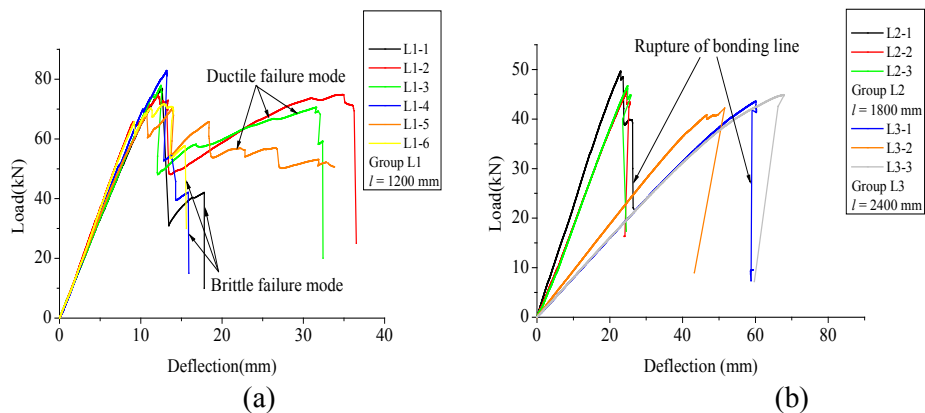 Load(kN)
80
60
40
20
0
0
10
20
30
40
Deflection(mm)
Ductile failure mode
Brittle failure mode
L1-1
L1-2
L1-3
L1-4
L1-5
L1-6
Group L1
l = 1200 mm
(a)
Load(kN)
50
40
30
20
10
0
0
20
40
60
80
Deflection (mm)
Rupture of bonding line
L2-1
L2-2
L2-3
Group L2
l = 1800 mm
L3-1
L3-2
L3-3
Group L3
l = 2400 mm
(b)